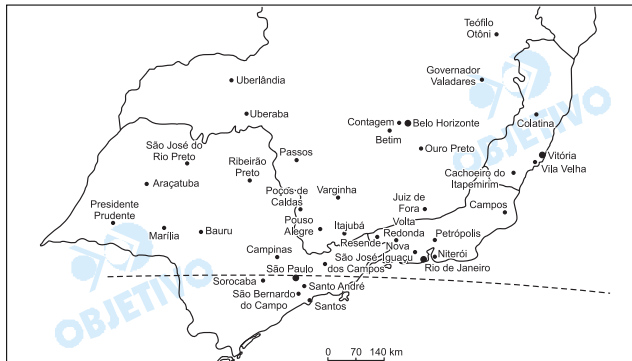 Teófilo
Otôni
Governador
Valadares
Uberlândia
Uberaba
Contagem
Belo Horizonte
Betim
Colatina
Ouro Preto
São José do
Rio Preto
Ribeirão
Preto
Passos
Vitória
Vila Velha
Cachoeiro do
Itapemirim
Araçatuba
Poços de
Caldas
Varginha
Juiz de
Fora
Campos
Presidente
Prudente
Marília
Bauru
Pouso
Alegre
Itajubá
Resende
Volta
Redonda
Nova
Iguaçu
Petrópolis
Niterói
Rio de Janeiro
Campinas
São José
dos Campos
São Paulo
Sorocaba
Santo André
São Bernardo
do Campo
Santos
0 70 140 km
OBJETIVO
OBJETIVO